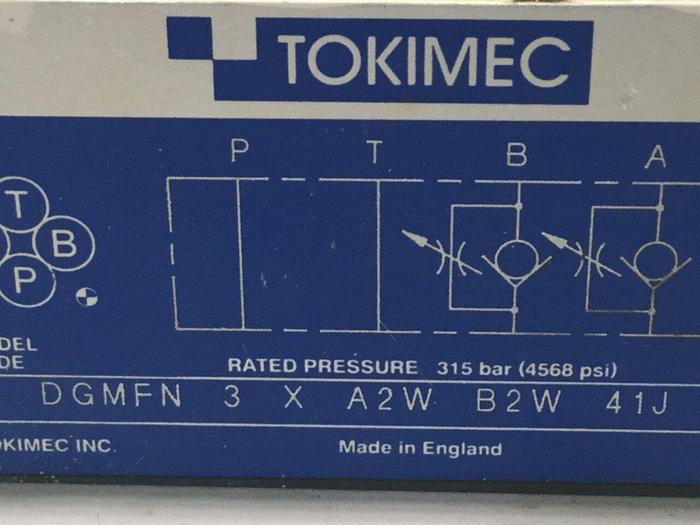 TOKIMEC
P T B A
T
B
P
DEL
DE
RATED PRESSURE 315 bar (4568 psi)
DGMFN 3 X A2W B2W 41J
OKIMEC INC.
Made in England